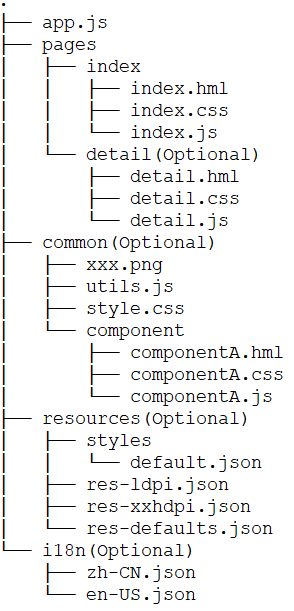 .
├── app.js
├── pages
│   ├── index
│   │   ├── index.hml
│   │   ├── index.css
│   │   └── index.js
│   └── detail(Optional)
│       ├── detail.hml
│       ├── detail.css
│       └── detail.js
├── common(Optional)
│   ├── xxx.png
│   ├── utils.js
│   ├── style.css
│   └── component
│       ├── componentA.hml
│       ├── componentA.css
│       └── componentA.js
├── resources(Optional)
│   ├── styles
│   │   └── default.json
│   ├── res-ldpi.json
│   ├── res-xxhdpi.json
│   └── res-defaults.json
└── i18n(Optional)
    ├── zh-CN.json
    └── en-US.json